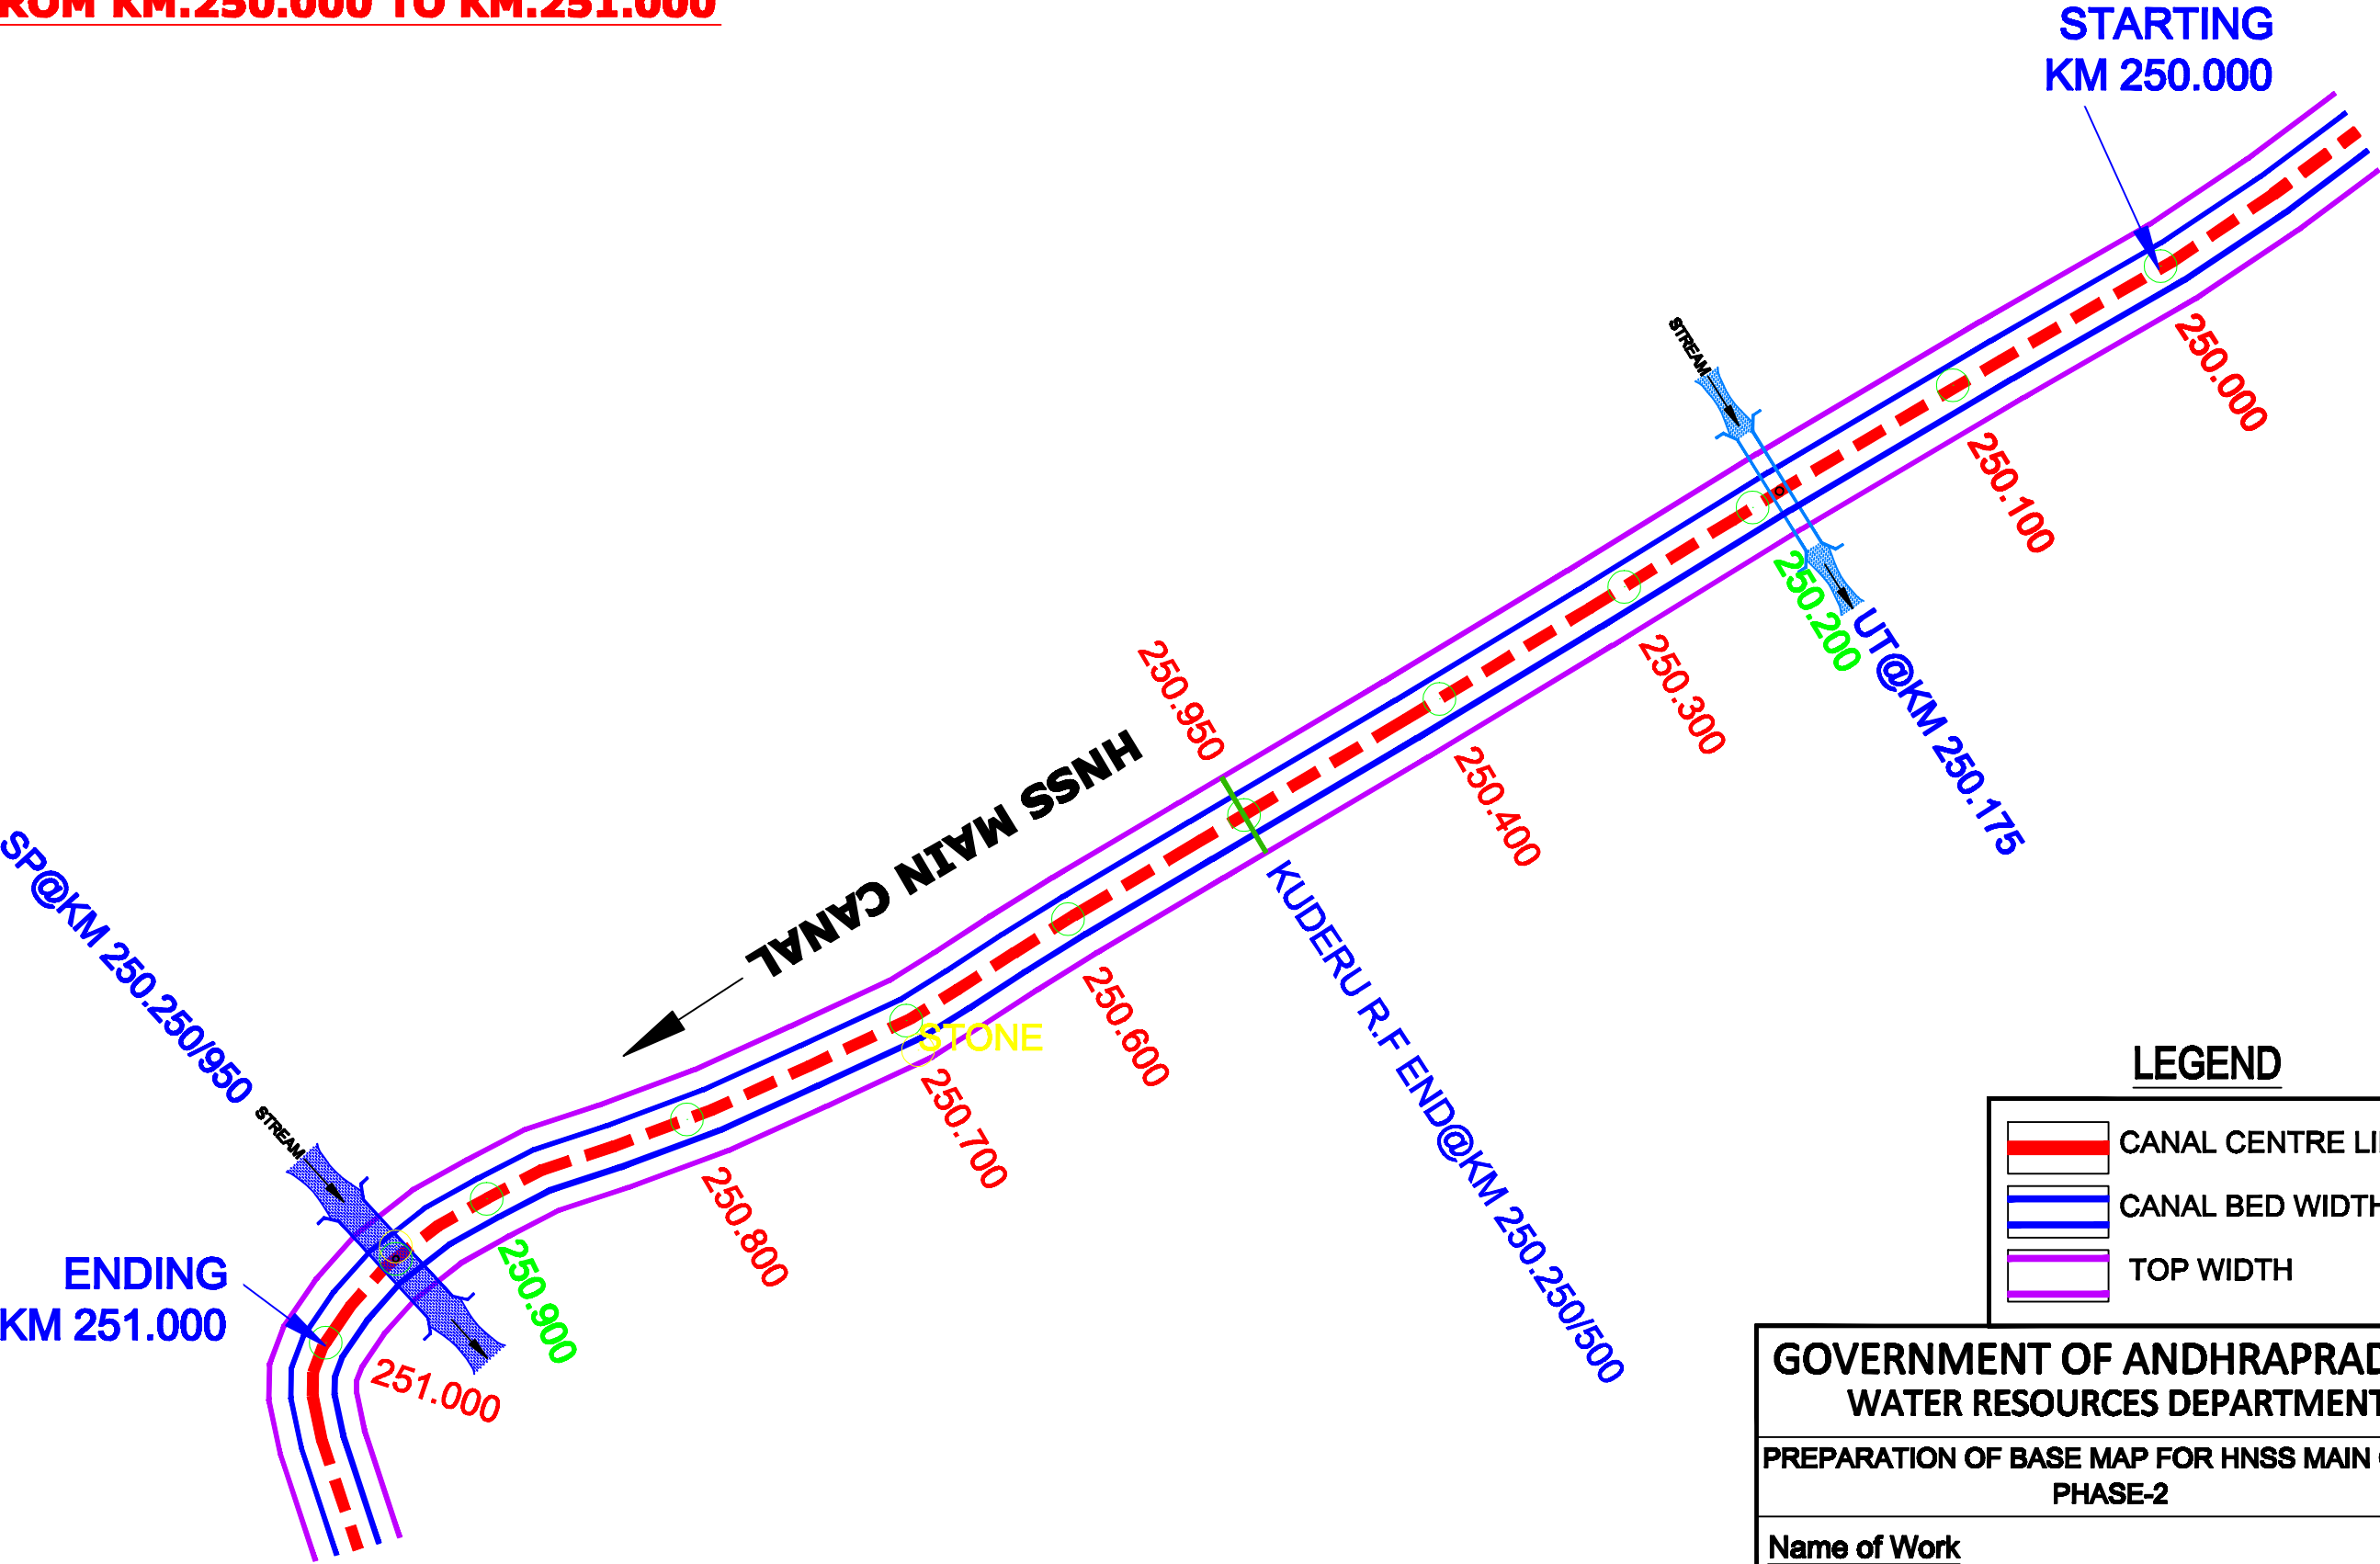 ROM KM.250.000 TO KM.251.000
STARTING
KM 250.000
STREAM
250.000
250.100
250.200
UT@KM 250.175
250.300
250.950
250.400
HNSS MAIN CANAL
KUDERU R.F END@KM 250.250/500
250.600
STONE
250.700
250.800
SP@KM 250.250/950
STREAM
250.900
ENDING
KM 251.000
251.000
LEGEND
CANAL CENTRE LI
CANAL BED WIDTH
TOP WIDTH
GOVERNMENT OF ANDHRAPRAD
WATER RESOURCES DEPARTMENT
PREPARATION OF BASE MAP FOR HNSS MAIN
PHASE-2
Name of Work